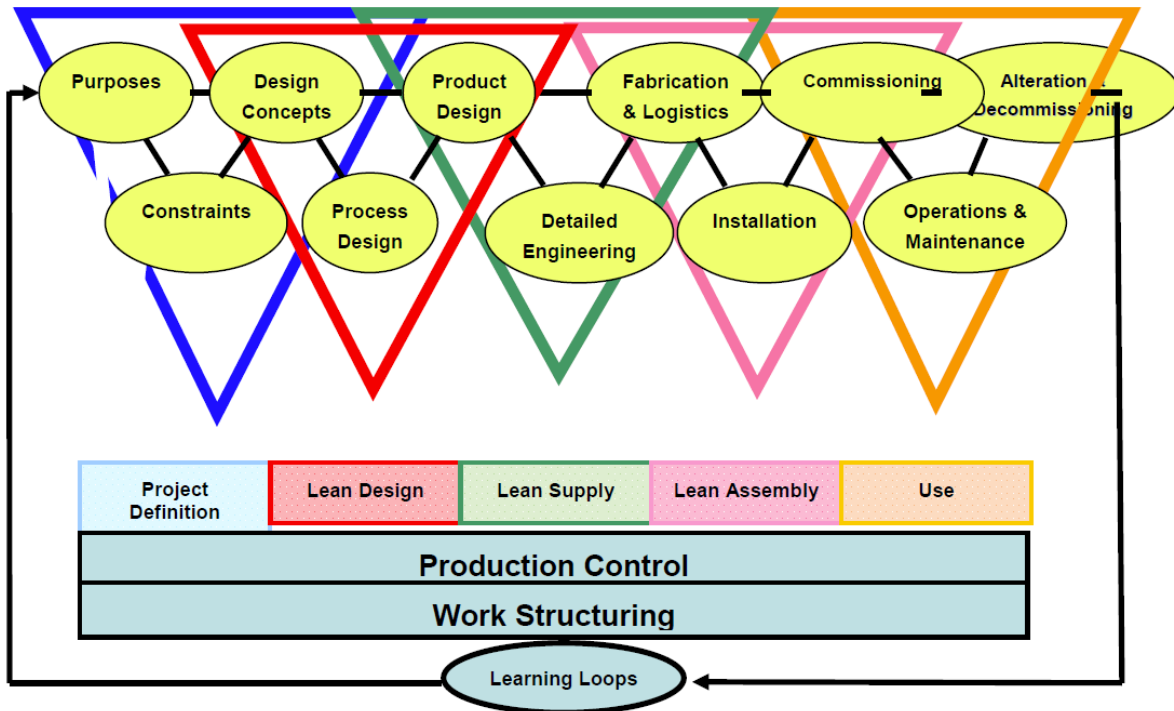 Purposes
Design
Concepts
Product
Design
Fabrication
& Logistics
Commissioning
Alteration &
Decommissioning
Constraints
Process
Design
Detailed
Engineering
Installation
Operations &
Maintenance
Project
Definition
Lean Design
Lean Supply
Lean Assembly
Use
Production Control
Work Structuring
Learning Loops